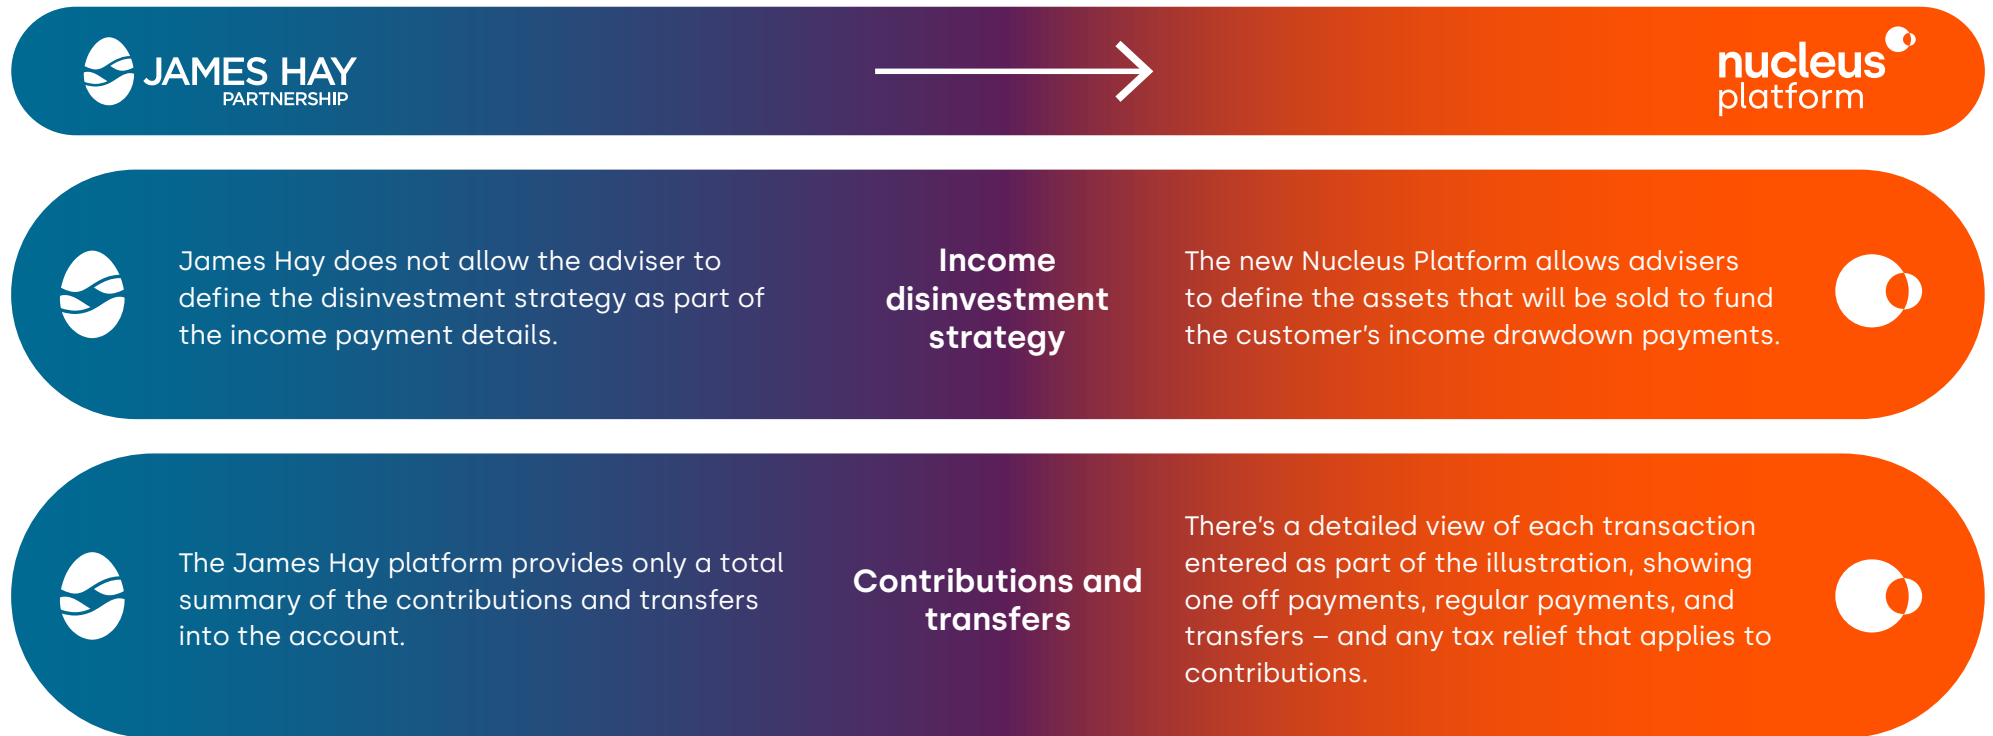 JAMES HAY
PARTNERSHIP
nucleus
platform
James Hay does not allow the adviser to
define the disinvestment strategy as part of
the income payment details.
Income
disinvestment
strategy
The new Nucleus Platform allows advisers
to define the assets that will be sold to fund
the customer’s income drawdown payments.
The James Hay platform provides only a total
summary of the contributions and transfers
into the account.
Contributions and
transfers
There’s a detailed view of each transaction
entered as part of the illustration, showing
one off payments, regular payments, and
transfers – and any tax relief that applies to
contributions.